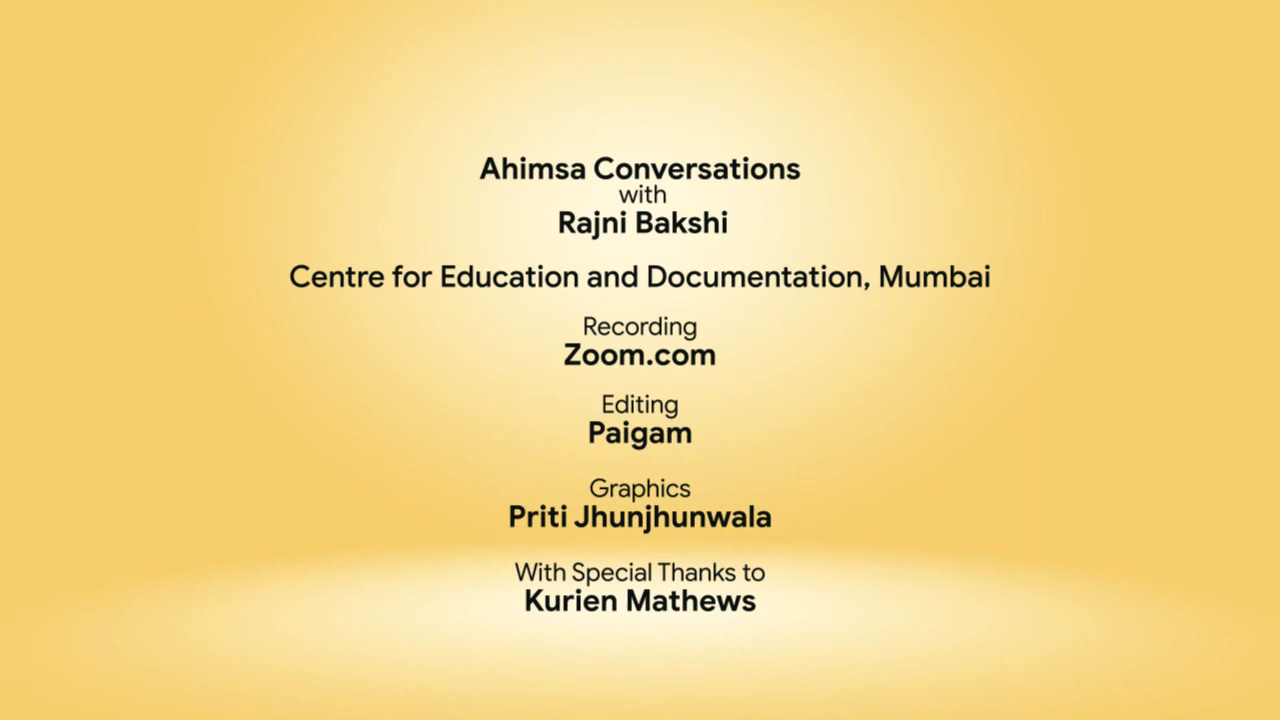 Ahimsa Conversations
with
Rajni Bakshi
Centre for Education and Documentation, Mumbai
Recording
Zoom.com
Editing
Paigam
Graphics
Priti Jhunjhunwala
With Special Thanks to
Kurien Mathews